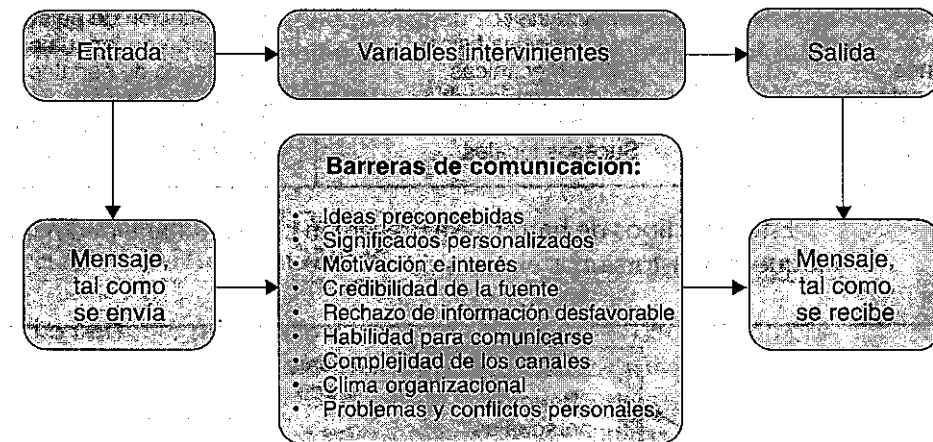 Entrada
Variables intervinientes
Salida
Barreras de comunicación:
• Ideas preconcebidas
• Significados personalizados
• Motivación e interés
• Credibilidad de la fuente
• Rechazo de información desfavorable
• Habilidad para comunicarse
• Complejidad de los canales
• Clima organizacional
• Problemas y conflictos personales
Mensaje,
tal como
se envía
Mensaje,
tal como
se recibe